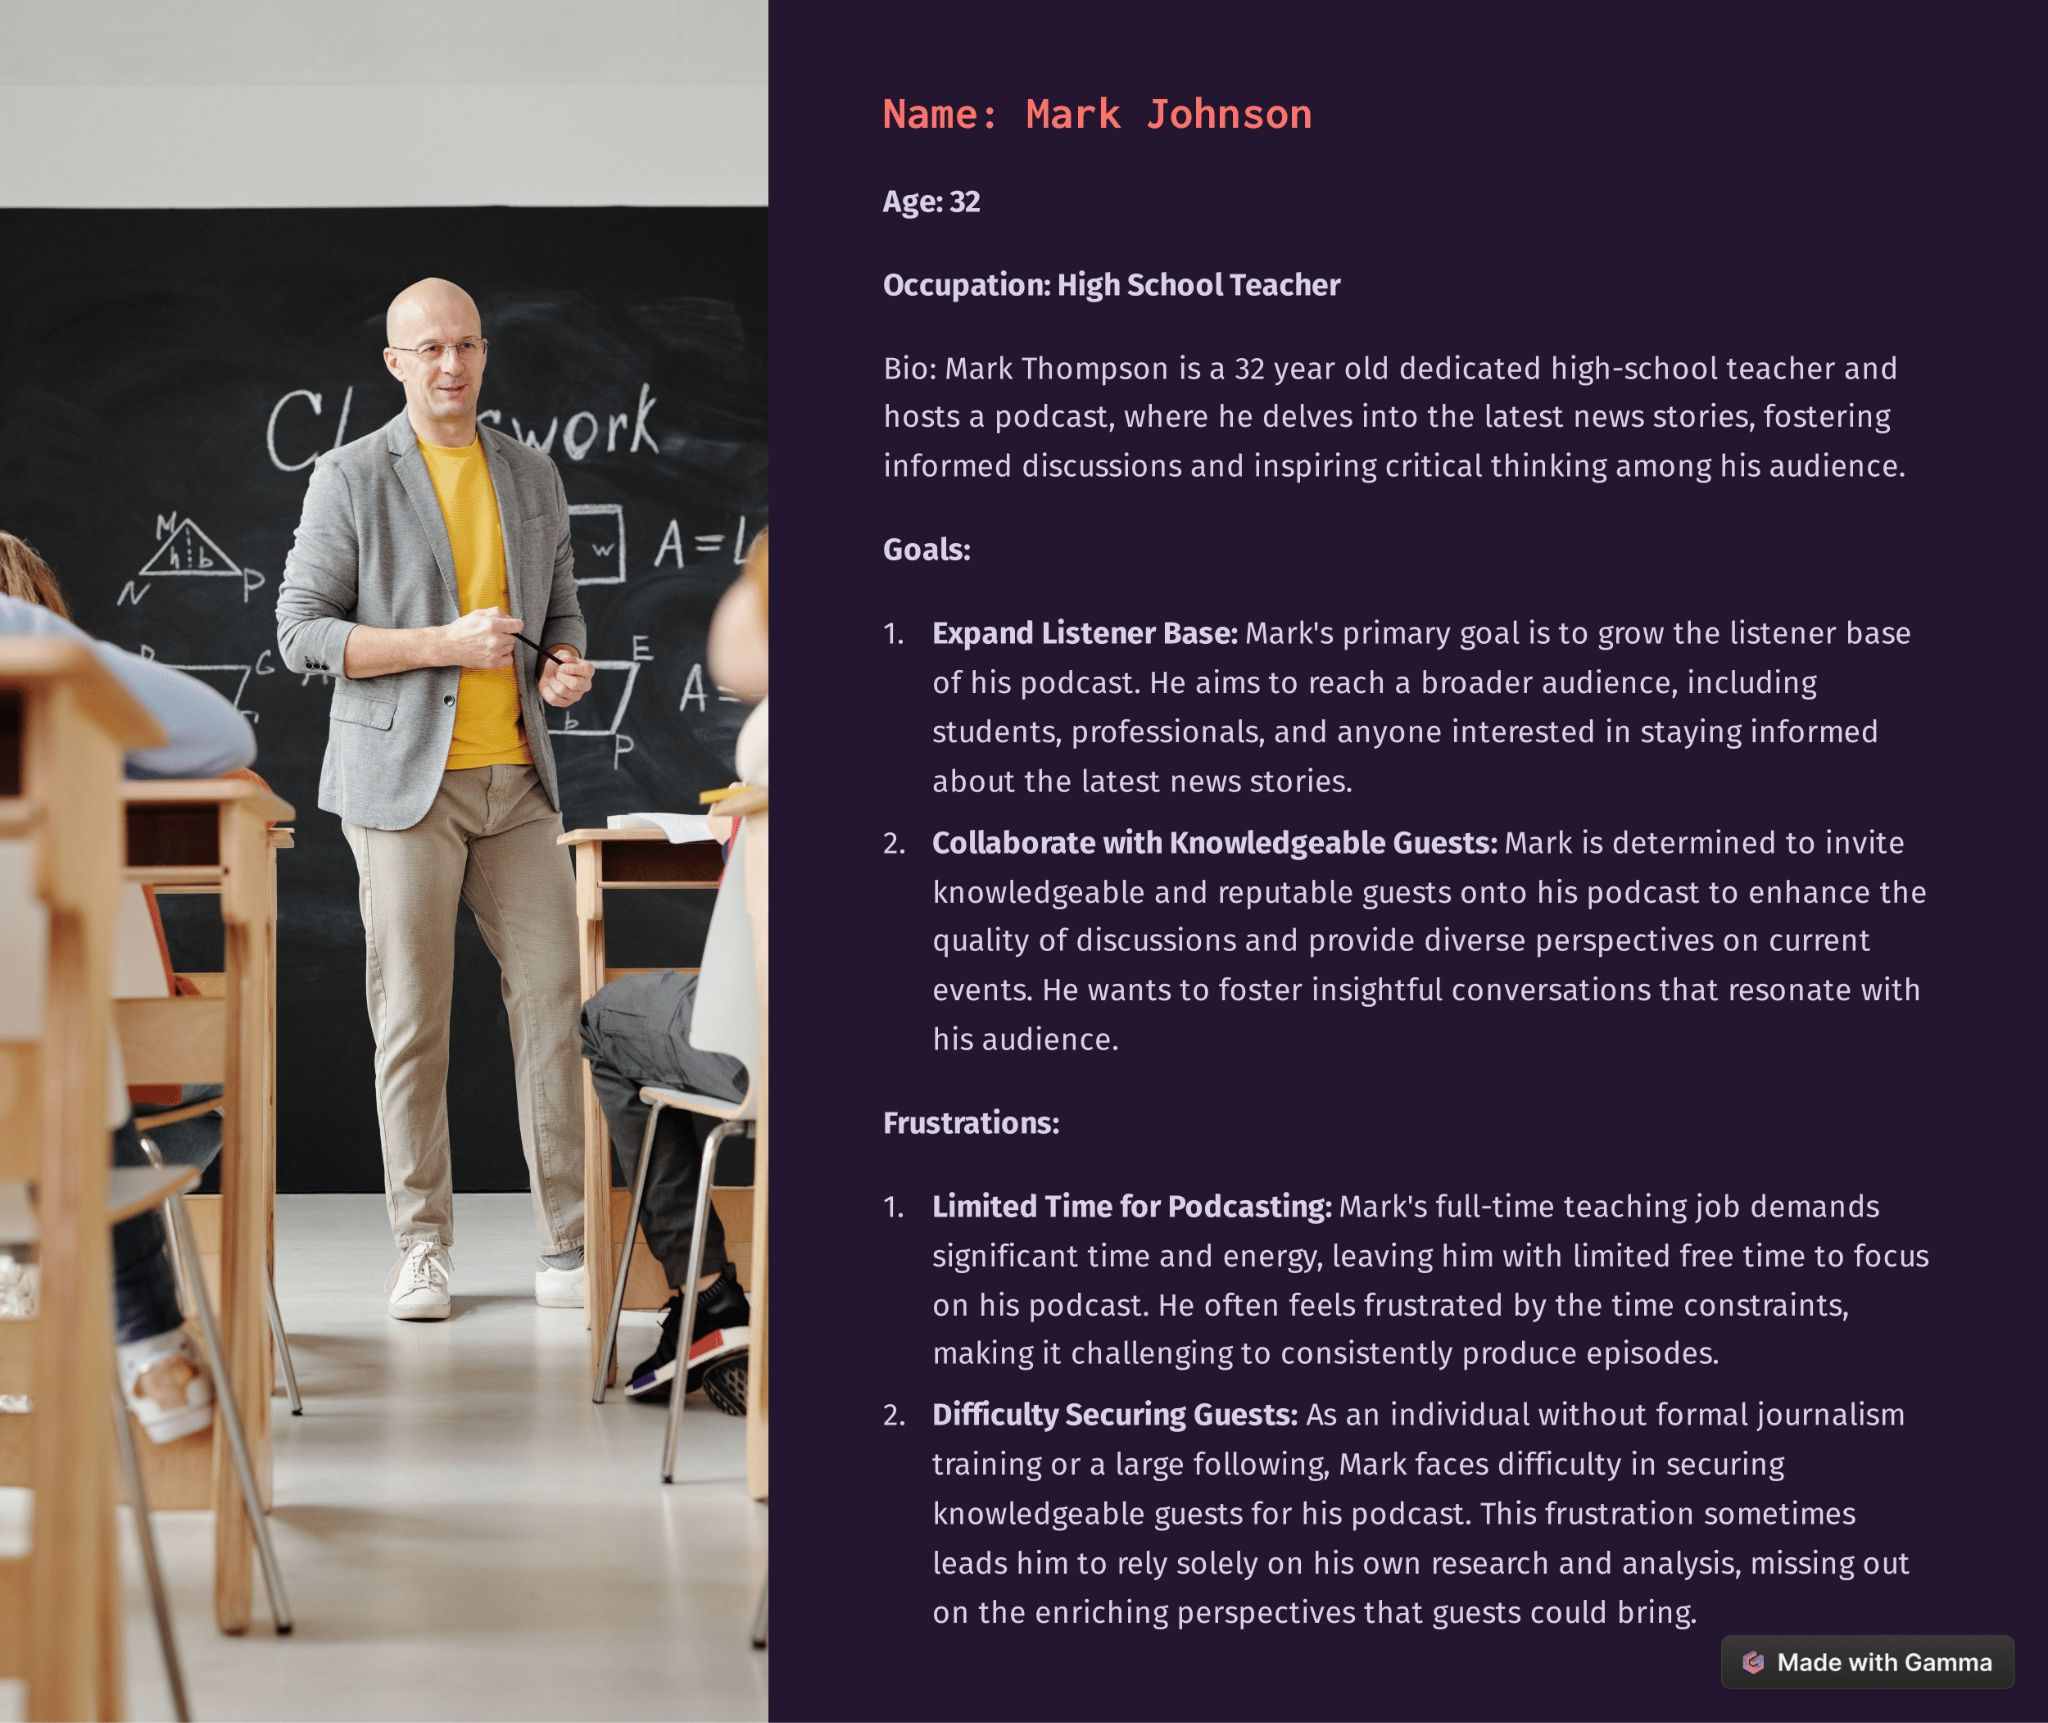 Cl swork
M
h b
N P
w
A=L
G
E
A=
b
P
Name: Mark Johnson
Age: 32
Occupation: High School Teacher
Bio: Mark Thompson is a 32 year old dedicated high-school teacher and
hosts a podcast, where he delves into the latest news stories, fostering
informed discussions and inspiring critical thinking among his audience.
Goals:
1. Expand Listener Base: Mark's primary goal is to grow the listener base
of his podcast. He aims to reach a broader audience, including
students, professionals, and anyone interested in staying informed
about the latest news stories.
2. Collaborate with Knowledgeable Guests: Mark is determined to invite
knowledgeable and reputable guests onto his podcast to enhance the
quality of discussions and provide diverse perspectives on current
events. He wants to foster insightful conversations that resonate with
his audience.
Frustrations:
1. Limited Time for Podcasting: Mark's full-time teaching job demands
significant time and energy, leaving him with limited free time to focus
on his podcast. He often feels frustrated by the time constraints,
making it challenging to consistently produce episodes.
2. Difficulty Securing Guests: As an individual without formal journalism
training or a large following, Mark faces difficulty in securing
knowledgeable guests for his podcast. This frustration sometimes
leads him to rely solely on his own research and analysis, missing out
on the enriching perspectives that guests could bring.
Made with Gamma